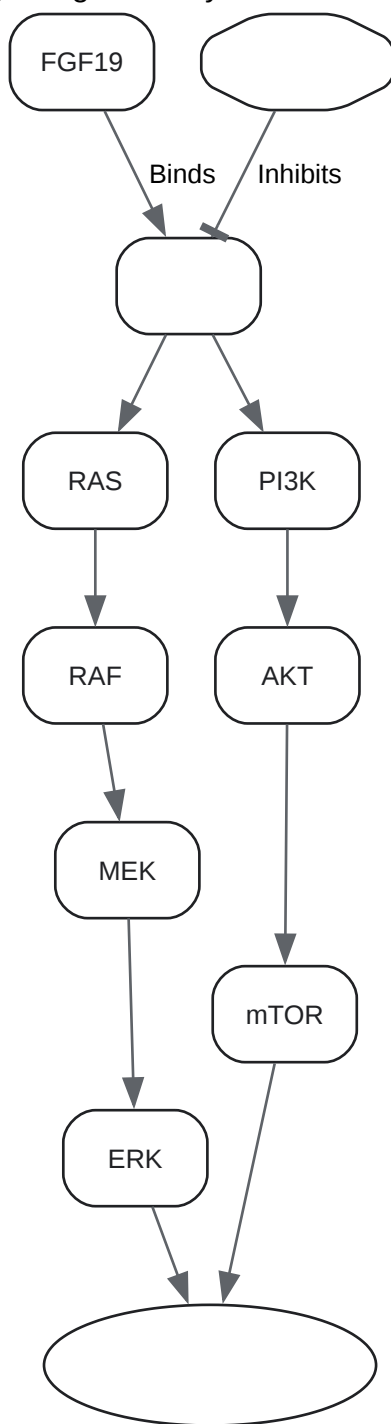 FGF19
Binds
Inhibits
RAS
PI3K
RAF
AKT
MEK
mTOR
ERK